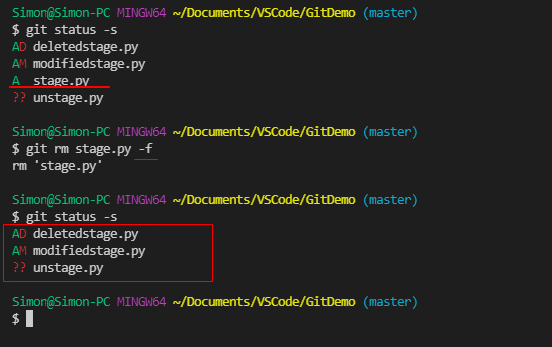 Simon@Simon-PC MINGW64 ~/Documents/VSCode/GitDemo (master)
$ git status -s
AD deletedstage.py
AM modifiedstage.py
A  stage.py
?? unstage.py
Simon@Simon-PC MINGW64 ~/Documents/VSCode/GitDemo (master)
$ git rm stage.py -f
rm 'stage.py'
Simon@Simon-PC MINGW64 ~/Documents/VSCode/GitDemo (master)
$ git status -s
AD deletedstage.py
AM modifiedstage.py
?? unstage.py
Simon@Simon-PC MINGW64 ~/Documents/VSCode/GitDemo (master)
$